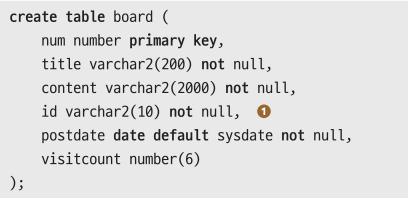 create table board (
num number primary key,
title varchar2(200) not null,
content varchar2(2000) not null,
id varchar2(10) not null, 1
postdate date default sysdate not null,
visitcount number(6)
);